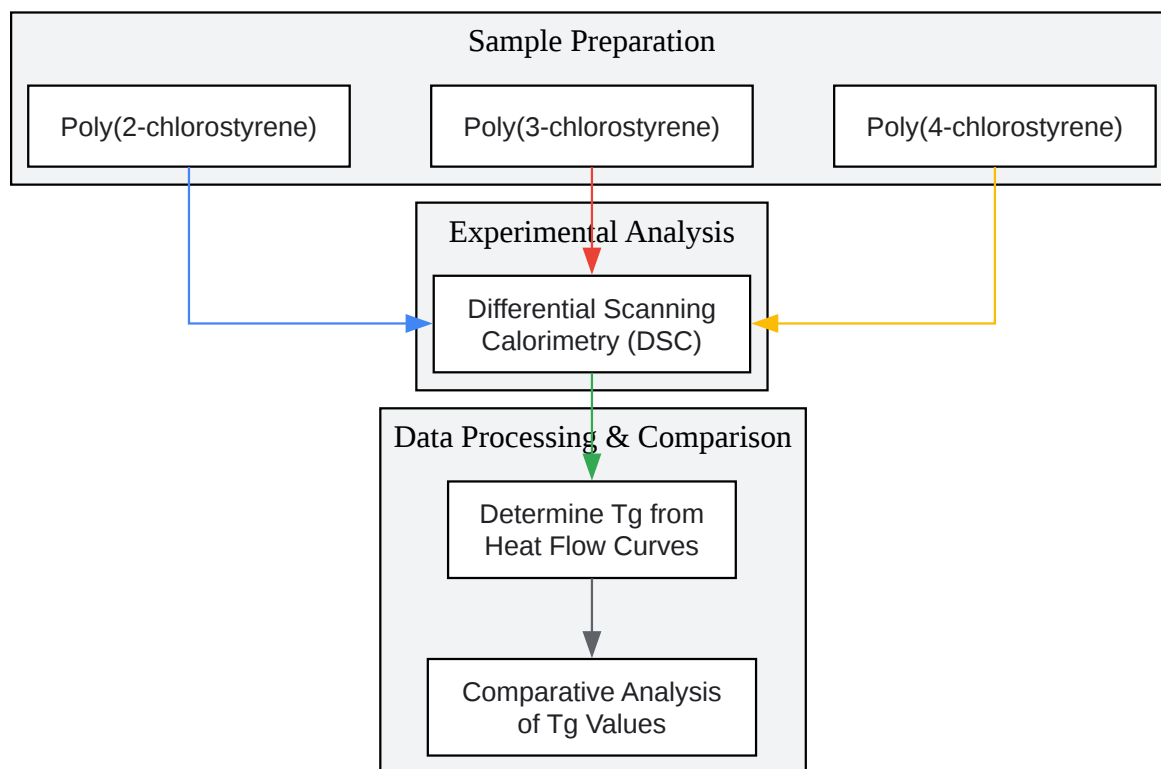 Sample Preparation
Poly(2-chlorostyrene)
Poly(3-chlorostyrene)
Poly(4-chlorostyrene)
Experimental Analysis
Differential Scanning
Calorimetry (DSC)
Data Processing & Comparison
Determine Tg from
Heat Flow Curves
Comparative Analysis
of Tg Values